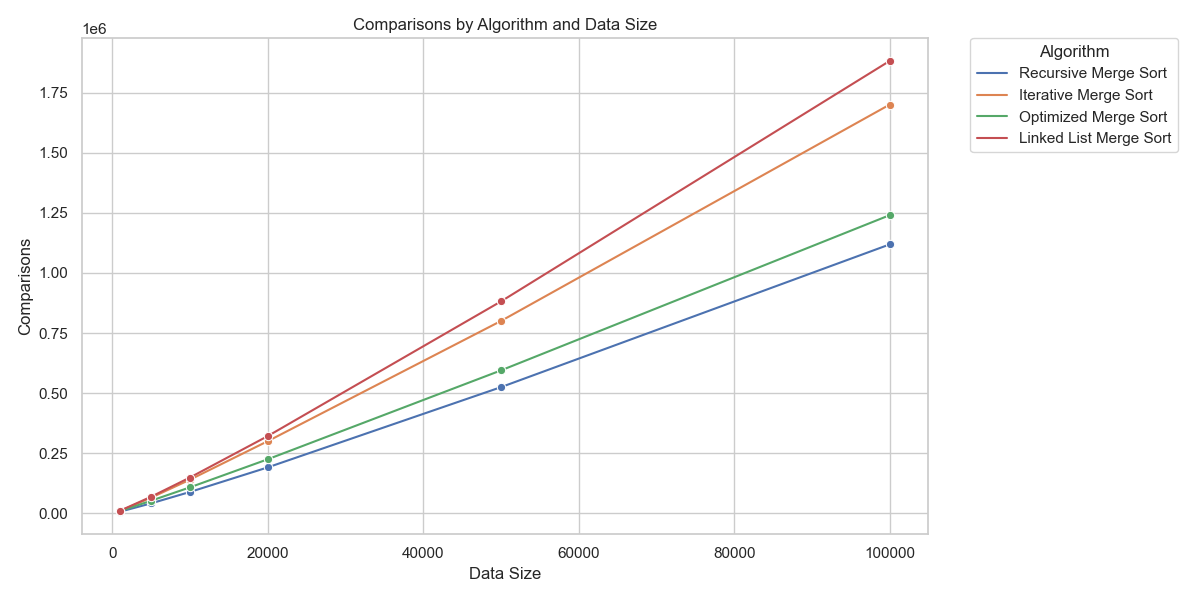 Comparisons by Algorithm and Data Size
1e6
Comparisons
1.75
1.50
1.25
1.00
0.75
0.50
0.25
0.00
0 20000 40000 60000 80000 100000
Data Size
Algorithm
Recursive Merge Sort
Iterative Merge Sort
Optimized Merge Sort
Linked List Merge Sort